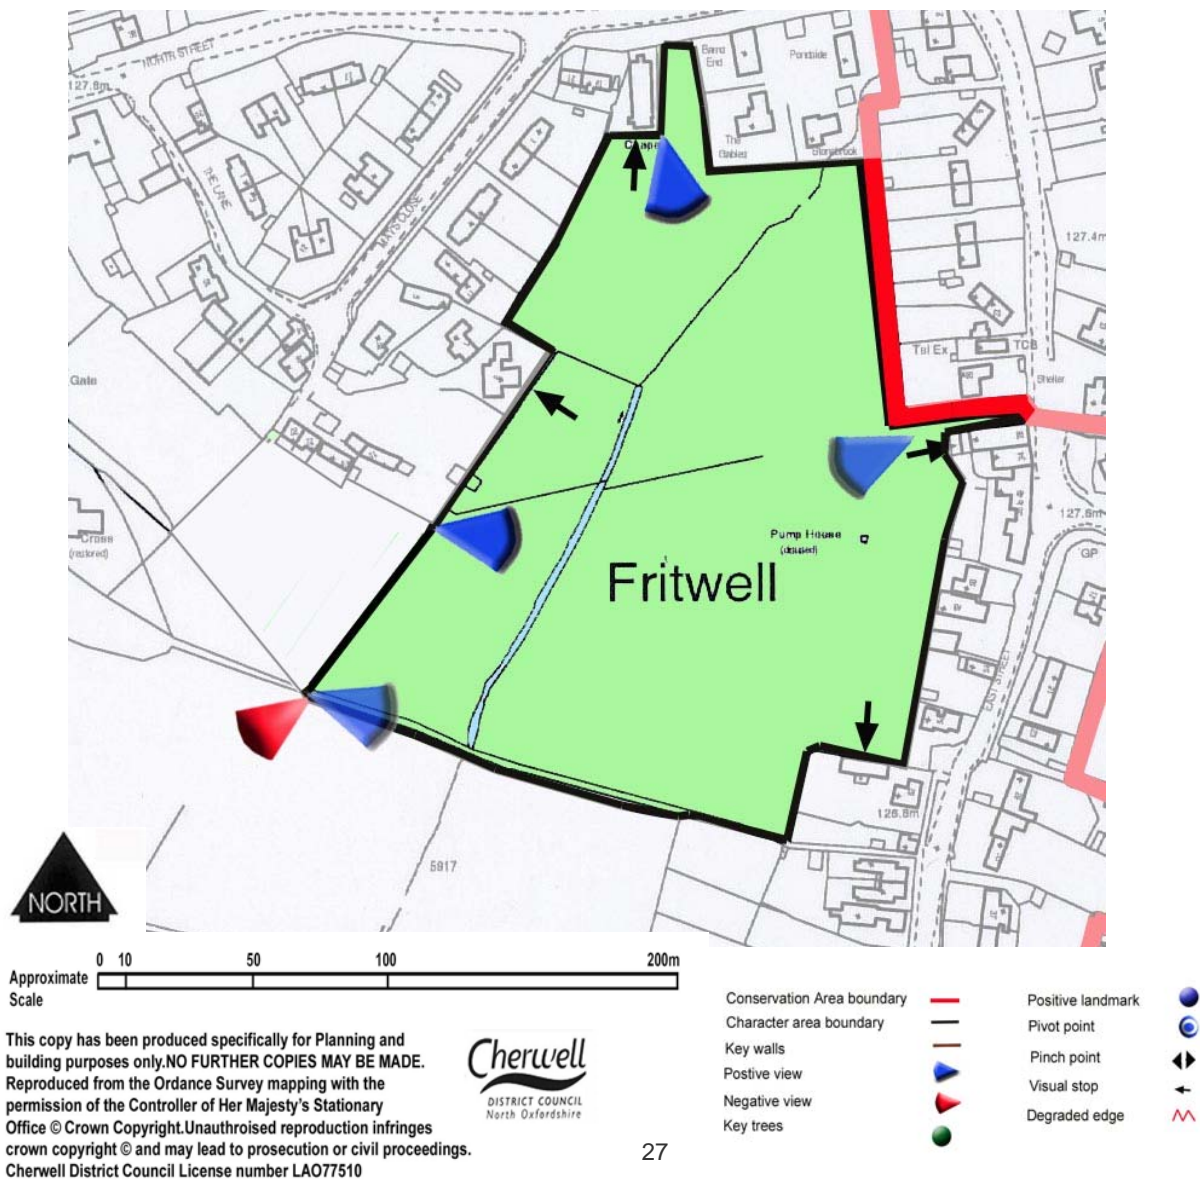 NORTH STREET
127.8m
THE LANE
MAYS CLOSE
Barns
End
Pondside
The
Gables
Stonebrook
127.4m
Tel Ex
TCB
Shelter
Gate
Cross
(restored)
127.6m
GP
Pump House
(disused)
Fritwell
EAST STREET
126.8m
5917
NORTH
0 10 50 100 200m
Approximate
Scale
This copy has been produced specifically for Planning and
building purposes only.NO FURTHER COPIES MAY BE MADE.
Reproduced from the Ordance Survey mapping with the
permission of the Controller of Her Majesty's Stationary
Office © Crown Copyright.Unauthroised reproduction infringes
crown copyright © and may lead to prosecution or civil proceedings.
Cherwell District Council License number LAO77510
Cherwell
DISTRICT COUNCIL
North Oxfordshire
27
Conservation Area boundary
Character area boundary
Key walls
Postive view
Negative view
Key trees
Positive landmark
Pivot point
Pinch point
Visual stop
Degraded edge